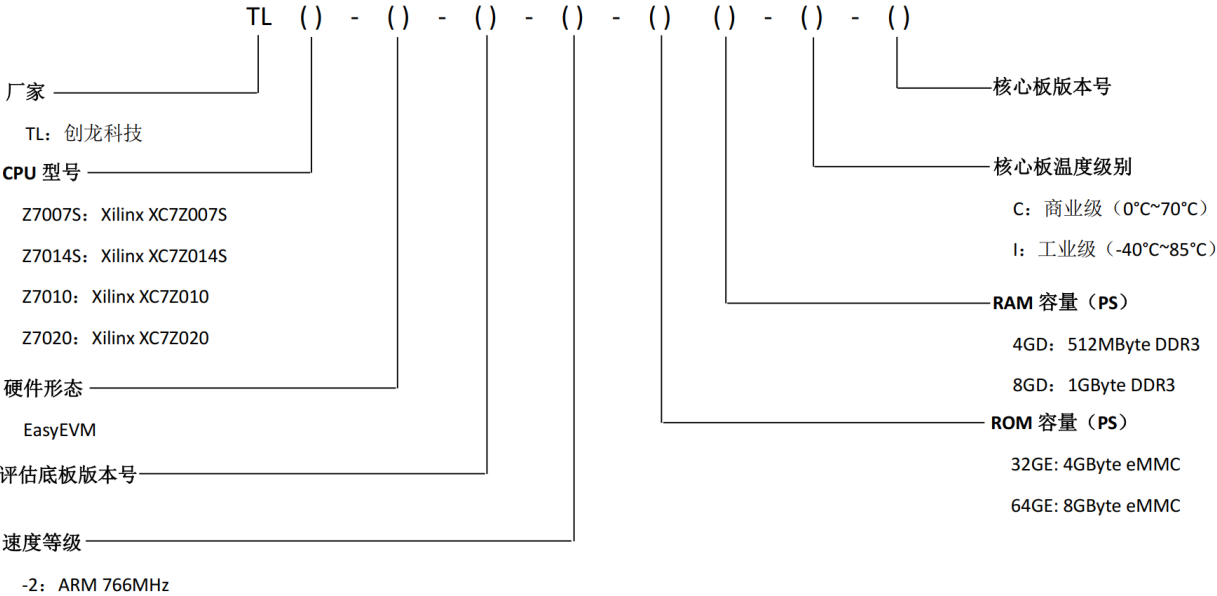 TL () - () - () - () - () () - () - ()
厂家
TL：创龙科技
CPU 型号
Z7007S：Xilinx XC7Z007S
Z7014S：Xilinx XC7Z014S
Z7010：Xilinx XC7Z010
Z7020：Xilinx XC7Z020
硬件形态
EasyEVM
评估底板版本号
速度等级
-2：ARM 766MHz
核心板版本号
核心板温度级别
C：商业级（0°C~70°C）
I：工业级（-40°C~85°C）
RAM 容量（PS）
4GD：512MByte DDR3
8GD：1GByte DDR3
ROM 容量（PS）
32GE: 4GByte eMMC
64GE: 8GByte eMMC